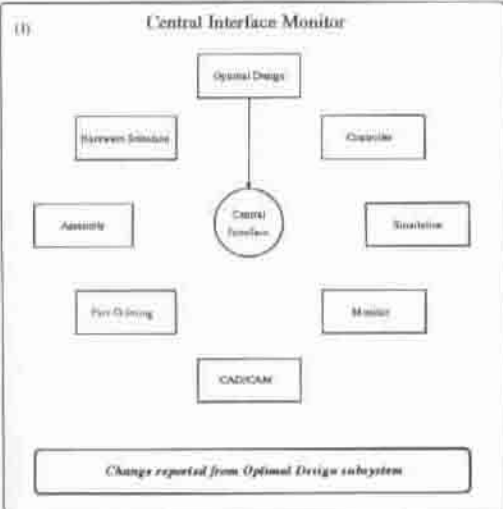 (1)
Central Interface Monitor
Optimal Design
Hardware Selection
Controller
Assembly
Central
Interface
Simulation
Part Ordering
Monitor
CAD/CAM
Change reported from Optimal Design subsystem